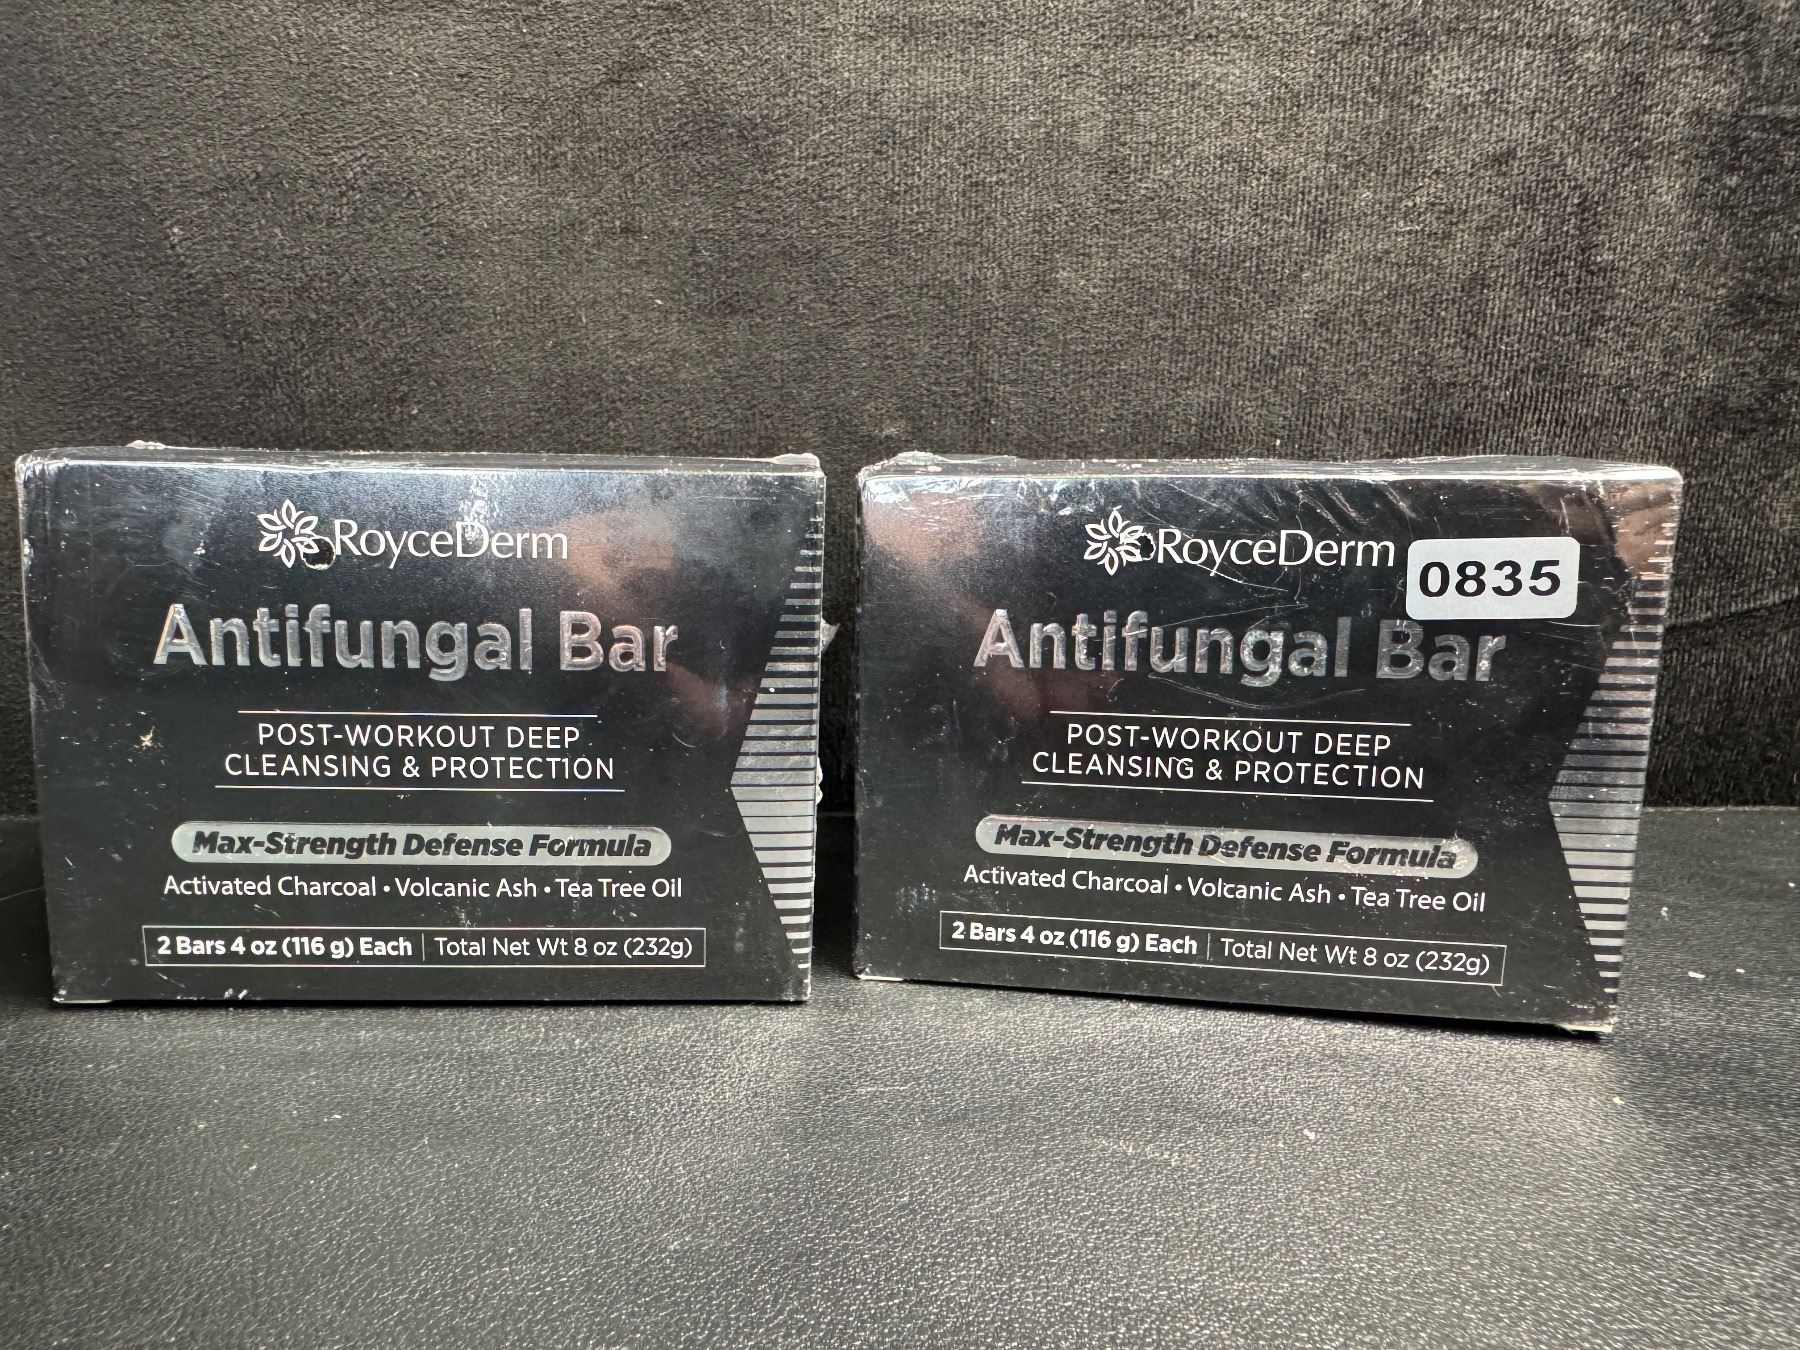 RoyceDerm
Antifungal Bar
POST-WORKOUT DEEP
CLEANSING & PROTECTION
Max-Strength Defense Formula
Activated Charcoal • Volcanic Ash • Tea Tree Oil
2 Bars 4 oz (116 g) Each | Total Net Wt 8 oz (232g)
RoyceDerm
0835
Antifungal Bar
POST-WORKOUT DEEP
CLEANSING & PROTECTION
Max-Strength Defense Formula
Activated Charcoal • Volcanic Ash • Tea Tree Oil
2 Bars 4 oz (116 g) Each | Total Net Wt 8 oz (232g)